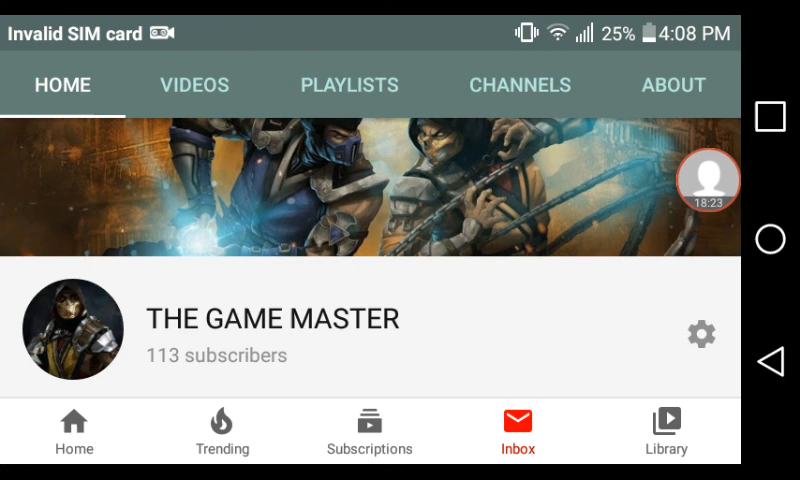 Invalid SIM card 25% 4:08 PM
HOME VIDEOS PLAYLISTS CHANNELS ABOUT
18:23
THE GAME MASTER
113 subscribers
Home Trending Subscriptions Inbox Library